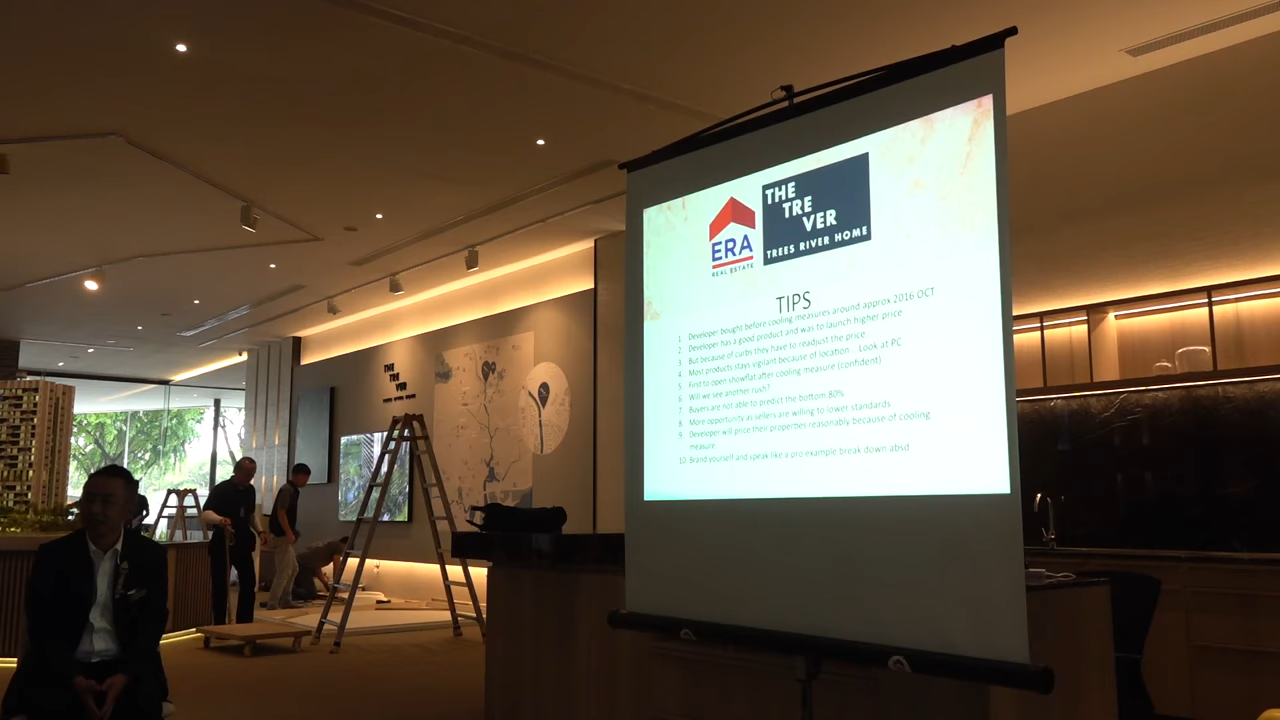 THE
TRE
VER
TREES RIVER HOME
ERA
REAL ESTATE
TIPS
1. Developer bought before cooling measures around approx 2016 OCT
2. Developer has a good product and was to launch higher price
3. But because of curby they have to readjust the price
4. Most products stays vigilant because of location.. Look at PC
5. First to open showflat after cooling measure (confident)
6. Will we see another rush?
7. Buyers are not able to predict the bottom 80%
8. More opportunity as sellers are willing to lower standards
9. Developer will price their properties reasonably because of cooling
measure
10. Brand yourself and speak like a pro example break down absd
THE
TRE
VER